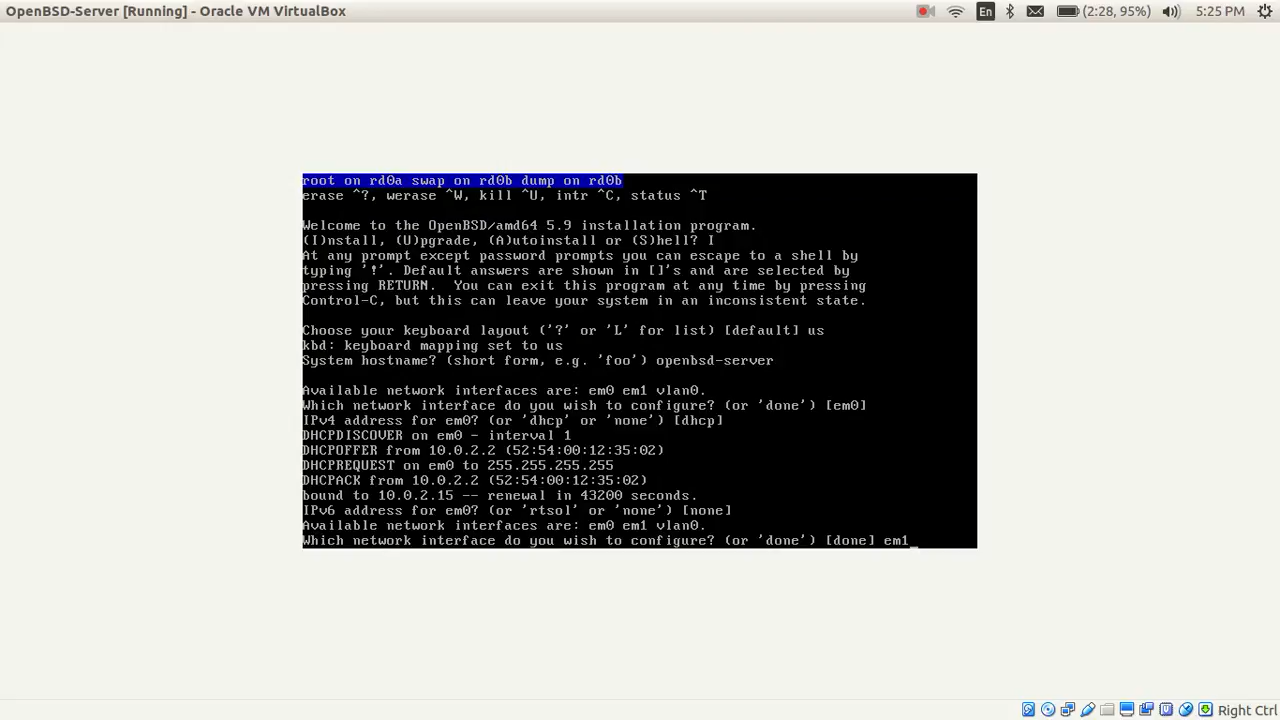 OpenBSD-Server [Running] - Oracle VM VirtualBox
En
(2:28, 95%)
5:25 PM
root on rd0a swap on rd0b dump on rd0b
erase ^?, werase ^W, kill ^U, intr ^C, status ^T
Welcome to the OpenBSD/amd64 5.9 installation program.
(I)nstall, (U)pgrade, (A)utoinstall or (S)hell? I
At any prompt except password prompts you can escape to a shell by
typing '!'. Default answers are shown in []'s and are selected by
pressing RETURN.  You can exit this program at any time by pressing
Control-C, but this can leave your system in an inconsistent state.
Choose your keyboard layout ('?' or 'L' for list) [default] us
kbd: keyboard mapping set to us
System hostname? (short form, e.g. 'foo') openbsd-server
Available network interfaces are: em0 em1 vlan0.
Which network interface do you wish to configure? (or 'done') [em0]
IPv4 address for em0? (or 'dhcp' or 'none') [dhcp]
DHCPDISCOVER on em0 - interval 1
DHCPOFFER from 10.0.2.2 (52:54:00:12:35:02)
DHCPREQUEST on em0 to 255.255.255.255
DHCPACK from 10.0.2.2 (52:54:00:12:35:02)
bound to 10.0.2.15 -- renewal in 43200 seconds.
IPv6 address for em0? (or 'rtsol' or 'none') [none]
Available network interfaces are: em0 em1 vlan0.
Which network interface do you wish to configure? (or 'done') [done] em1_
Right Ctrl